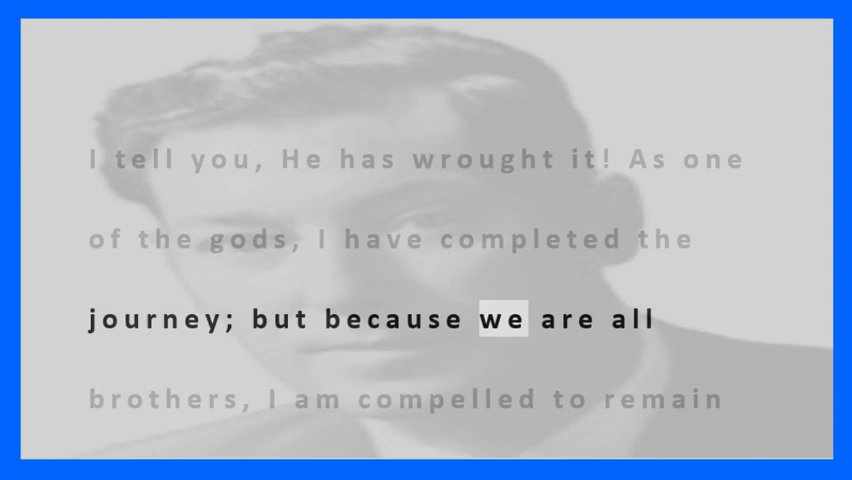 I tell you, He has wrought it! As one
of the gods, I have completed the
journey; but because we are all
brothers, I am compelled to remain